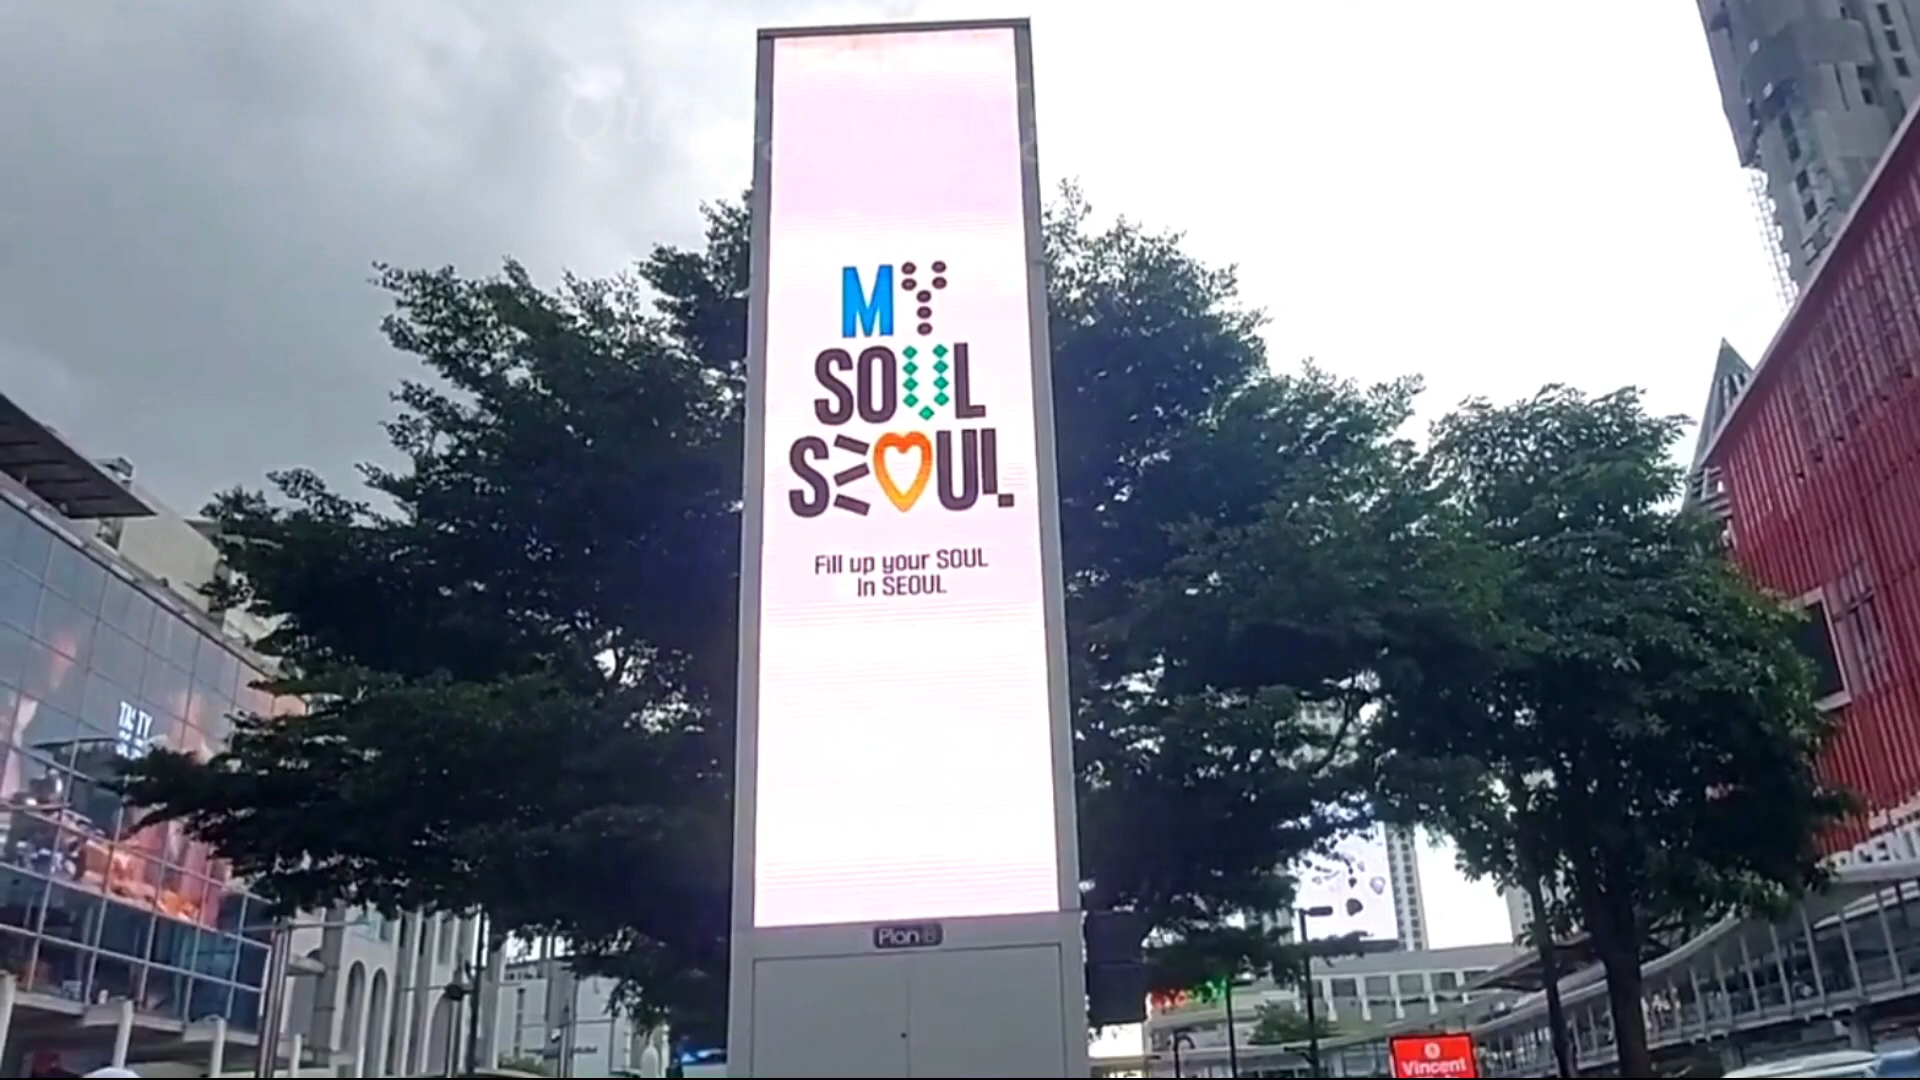 MY
SOUL
SEOUL
Fill up your SOUL
In SEOUL
Plan B
Vincent